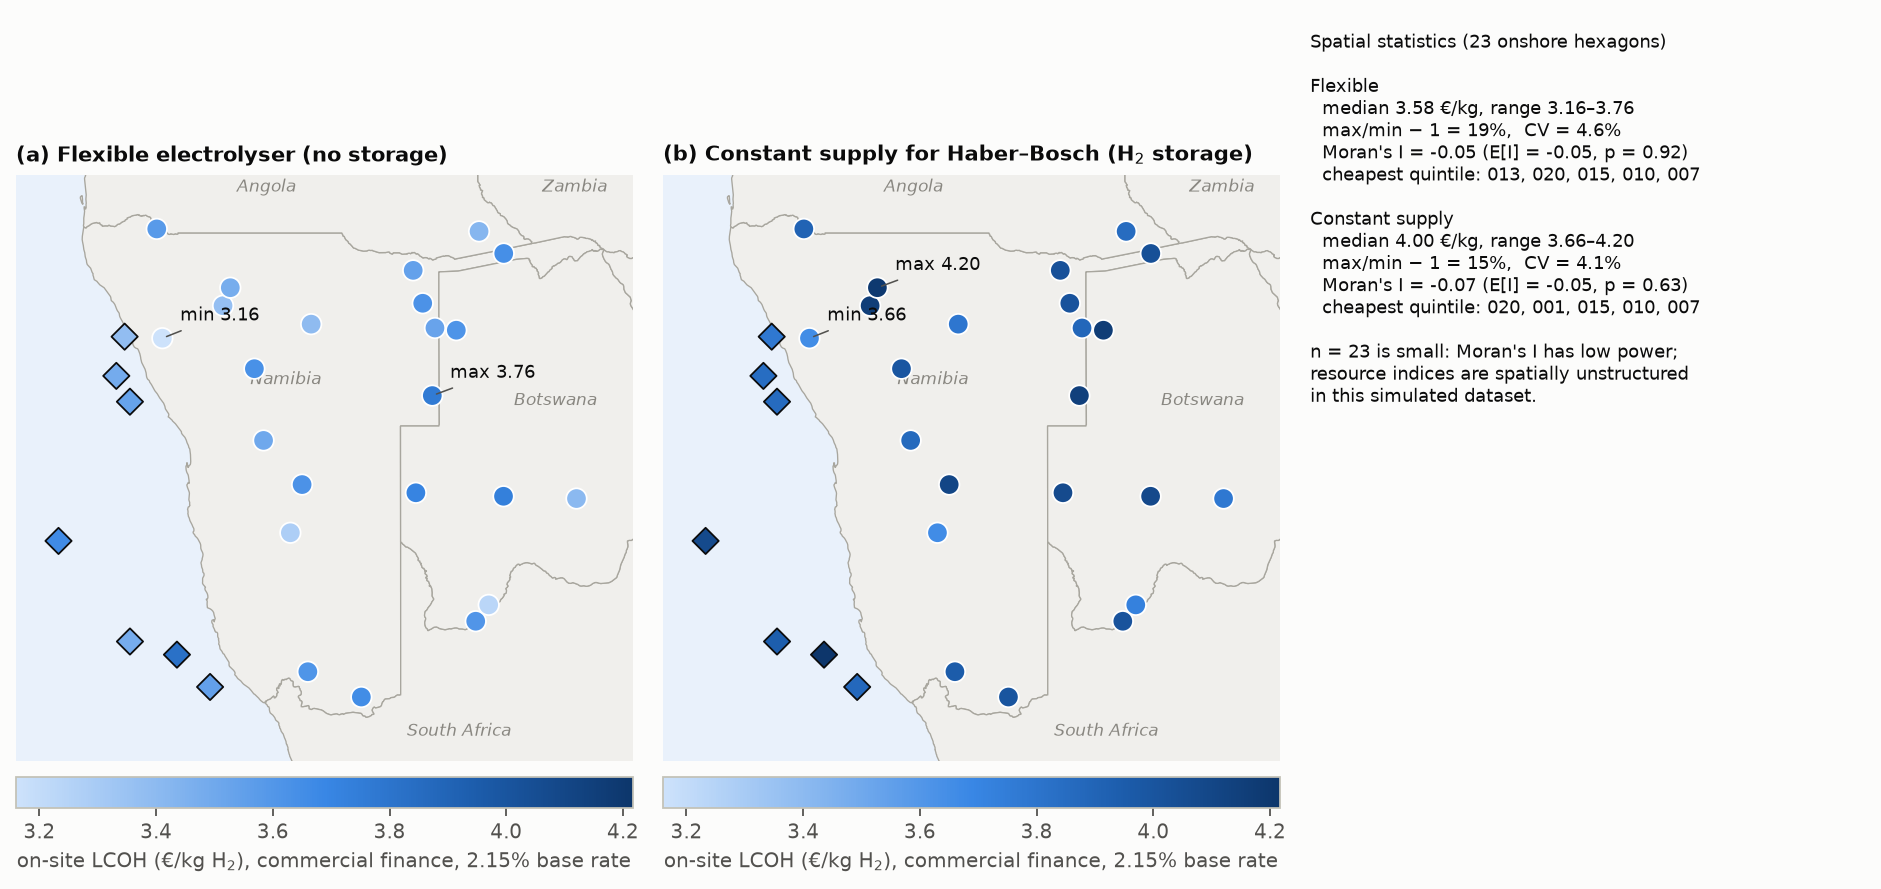 (a) Flexible electrolyser (no storage)
Angola
Zambia
min 3.16
max 3.76
Namibia
Botswana
South Africa
3.2 3.4 3.6 3.8 4.0 4.2
on-site LCOH (€/kg H₂), commercial finance, 2.15% base rate
(b) Constant supply for Haber–Bosch (H₂ storage)
Angola
Zambia
max 4.20
min 3.66
Namibia
Botswana
South Africa
3.2 3.4 3.6 3.8 4.0 4.2
on-site LCOH (€/kg H₂), commercial finance, 2.15% base rate
Spatial statistics (23 onshore hexagons)
Flexible
median 3.58 €/kg, range 3.16–3.76
max/min − 1 = 19%, CV = 4.6%
Moran's I = -0.05 (E[I] = -0.05, p = 0.92)
cheapest quintile: 013, 020, 015, 010, 007
Constant supply
median 4.00 €/kg, range 3.66–4.20
max/min − 1 = 15%, CV = 4.1%
Moran's I = -0.07 (E[I] = -0.05, p = 0.63)
cheapest quintile: 020, 001, 015, 010, 007
n = 23 is small: Moran's I has low power;
resource indices are spatially unstructured
in this simulated dataset.